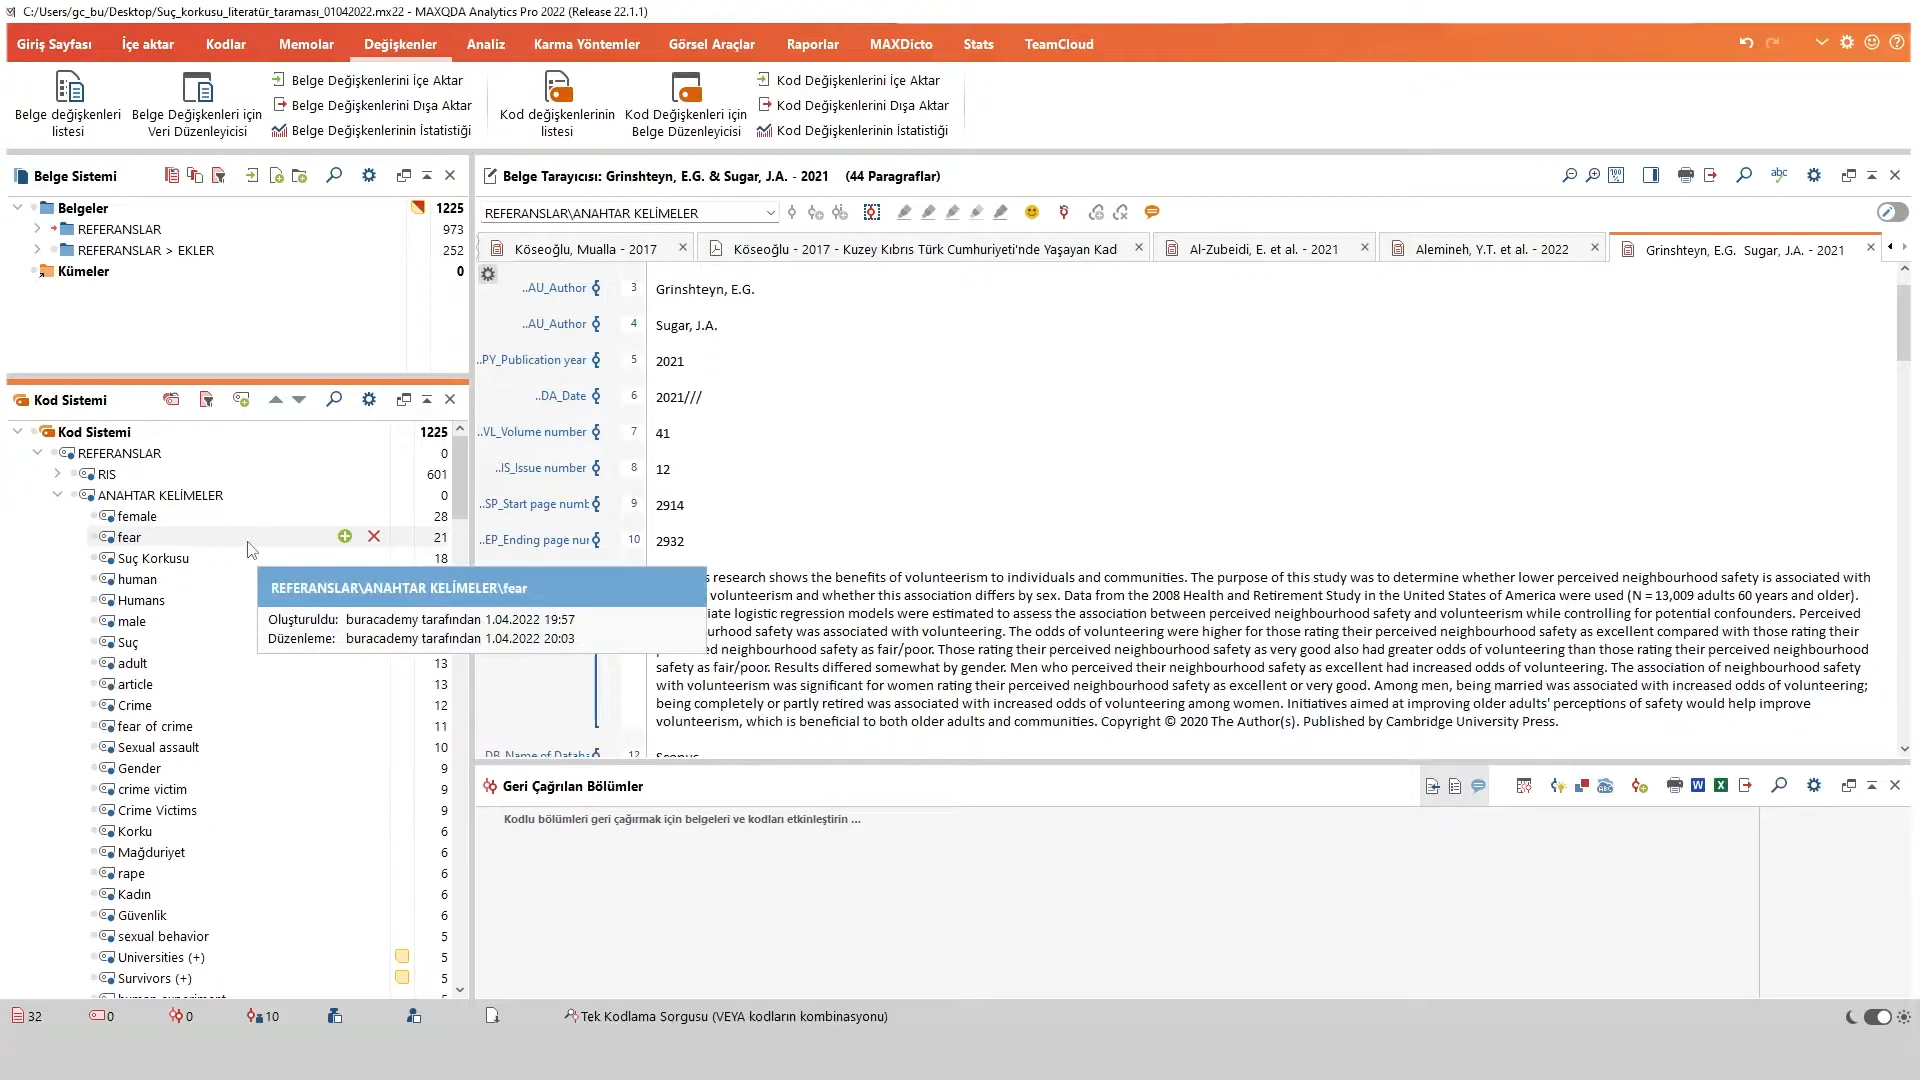 C:/Users/gc_bu/Desktop/Suç_korkusu_literatür_taraması_01042022.mx22 - MAXQDA Analytics Pro 2022 (Release 22.1.1)
Giriş Sayfası İçe aktar Kodlar Memolar Değişkenler Analiz Karma Yöntemler Görsel Araçlar Raporlar MAXDicto Stats TeamCloud
Belge değişkenleri listesi
Belge Değişkenleri için Veri Düzenleyicisi
Belge Değişkenlerini İçe Aktar
Belge Değişkenlerini Dışa Aktar
Belge Değişkenlerinin İstatistiği
Kod değişkenlerinin listesi
Kod Değişkenleri için Belge Düzenleyicisi
Kod Değişkenlerini İçe Aktar
Kod Değişkenlerini Dışa Aktar
Kod Değişkenlerinin İstatistiği
Belge Sistemi
Belgeler 1225
REFERANSLAR 973
REFERANSLAR > EKLER 252
Kümeler 0
Kod Sistemi
Kod Sistemi 1225
REFERANSLAR 0
RIS 601
ANAHTAR KELİMELER 0
female 28
fear 21
Suç Korkusu 18
human
Humans
male
Suç
adult 13
article 13
Crime 12
fear of crime 11
Sexual assault 10
Gender 9
crime victim 9
Crime Victims 9
Korku 6
Mağduriyet 6
rape 6
Kadın 6
Güvenlik 6
sexual behavior 5
Universities (+) 5
Survivors (+) 5
REFERANSLAR\ANAHTAR KELİMELER\fear
Oluşturuldu: buracademy tarafından 1.04.2022 19:57
Düzenleme: buracademy tarafından 1.04.2022 20:03
Belge Tarayıcısı: Grinshteyn, E.G. & Sugar, J.A. - 2021 (44 Paragraflar)
100 %
abc
REFERANSLAR\ANAHTAR KELİMELER
Köseoğlu, Mualla - 2017
Köseoğlu - 2017 - Kuzey Kıbrıs Türk Cumhuriyeti'nde Yaşayan Kad
Al-Zubeidi, E. et al. - 2021
Alemineh, Y.T. et al. - 2022
Grinshteyn, E.G. Sugar, J.A. - 2021
..AU_Author 3 Grinshteyn, E.G.
..AU_Author 4 Sugar, J.A.
..PY_Publication year 5 2021
..DA_Date 6 2021///
..VL_Volume number 7 41
..IS_Issue number 8 12
..SP_Start page numb 9 2914
..EP_Ending page nur 10 2932
s research shows the benefits of volunteerism to individuals and communities. The purpose of this study was to determine whether lower perceived neighbourhood safety is associated with
volunteerism and whether this association differs by sex. Data from the 2008 Health and Retirement Study in the United States of America were used (N = 13,009 adults 60 years and older).
iate logistic regression models were estimated to assess the association between perceived neighbourhood safety and volunteerism while controlling for potential confounders. Perceived
ourhood safety was associated with volunteering. The odds of volunteering were higher for those rating their perceived neighbourhood safety as excellent compared with those rating their
ed neighbourhood safety as fair/poor. Those rating their perceived neighbourhood safety as very good also had greater odds of volunteering than those rating their perceived neighbourhood
safety as fair/poor. Results differed somewhat by gender. Men who perceived their neighbourhood safety as excellent had increased odds of volunteering. The association of neighbourhood safety
with volunteerism was significant for women rating their perceived neighbourhood safety as excellent or very good. Among men, being married was associated with increased odds of volunteering;
being completely or partly retired was associated with increased odds of volunteering among women. Initiatives aimed at improving older adults' perceptions of safety would help improve
volunteerism, which is beneficial to both older adults and communities. Copyright © 2020 The Author(s). Published by Cambridge University Press.
..DB_Name of Databa 12 Scopus
Geri Çağrılan Bölümler
Kodlu bölümleri geri çağırmak için belgeleri ve kodları etkinleştirin ...
32 0 0 10 Tek Kodlama Sorgusu (VEYA kodların kombinasyonu)